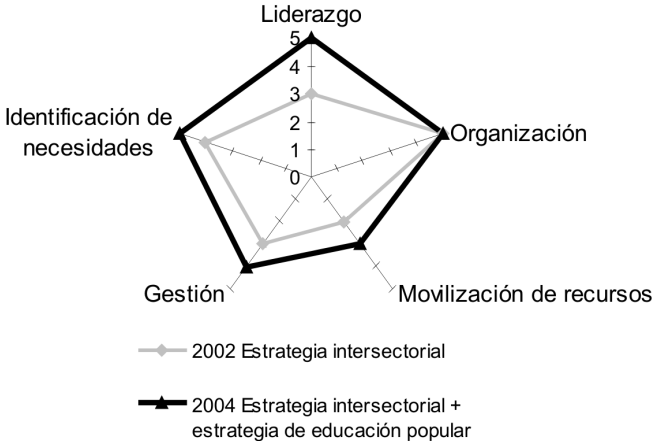 Liderazgo
5
4
3
2
1
0
Identificación de
necesidades
Organización
Gestión
Movilización de recursos
2002 Estrategia intersectorial
2004 Estrategia intersectorial +
estrategia de educación popular